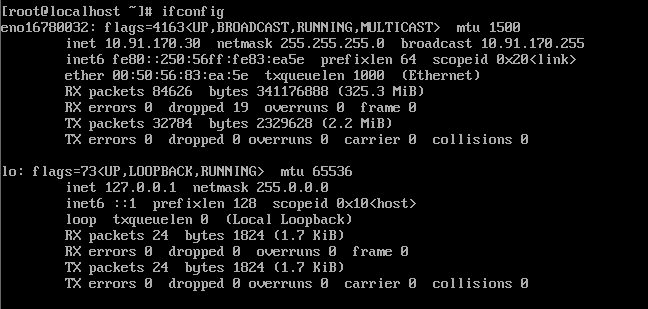 [root@localhost ~]# ifconfig
eno16780032: flags=4163<UP,BROADCAST,RUNNING,MULTICAST>  mtu 1500
        inet 10.91.170.30  netmask 255.255.255.0  broadcast 10.91.170.255
        inet6 fe80::250:56ff:fe83:ea5e  prefixlen 64  scopeid 0x20<link>
        ether 00:50:56:83:ea:5e  txqueuelen 1000  (Ethernet)
        RX packets 84626  bytes 341176888 (325.3 MiB)
        RX errors 0  dropped 19  overruns 0  frame 0
        TX packets 32784  bytes 2329628 (2.2 MiB)
        TX errors 0  dropped 0 overruns 0  carrier 0  collisions 0

lo: flags=73<UP,LOOPBACK,RUNNING>  mtu 65536
        inet 127.0.0.1  netmask 255.0.0.0
        inet6 ::1  prefixlen 128  scopeid 0x10<host>
        loop  txqueuelen 0  (Local Loopback)
        RX packets 24  bytes 1824 (1.7 KiB)
        RX errors 0  dropped 0  overruns 0  frame 0
        TX packets 24  bytes 1824 (1.7 KiB)
        TX errors 0  dropped 0 overruns 0  carrier 0  collisions 0